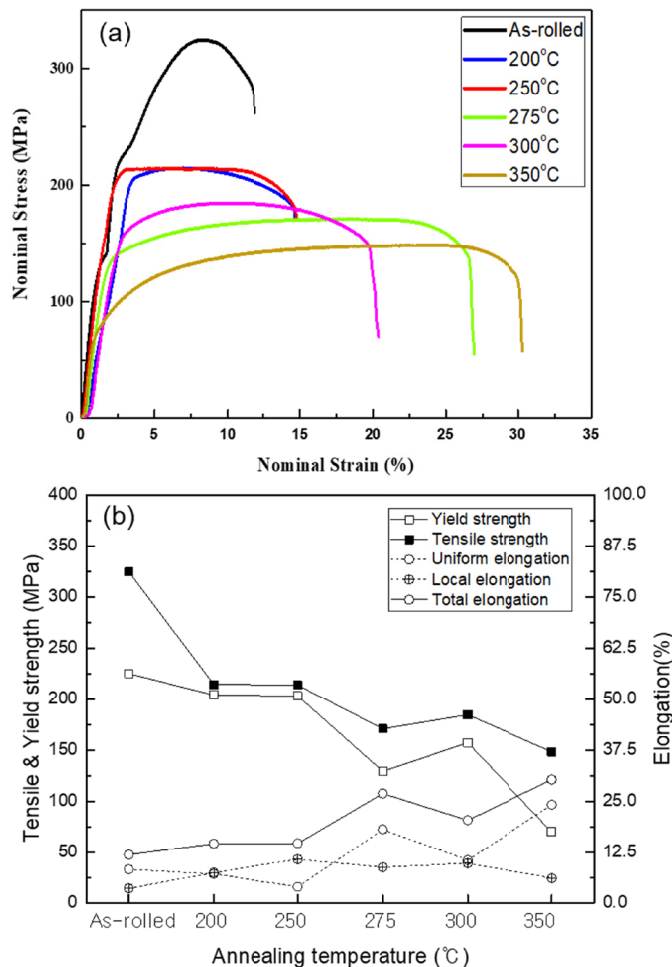 (a)
As-rolled
200°C
250°C
275°C
300°C
350°C
Nominal Stress (MPa)
300
200
100
0
0 5 10 15 20 25 30 35
Nominal Strain (%)
(b)
Yield strength
Tensile strength
Uniform elongation
Local elongation
Total elongation
Tensile & Yield strength (MPa)
400
350
300
250
200
150
100
50
0
100.0
87.5
75.0
62.5
50.0
37.5
25.0
12.5
0.0
Elongation(%)
As-rolled 200 250 275 300 350
Annealing temperature (℃)